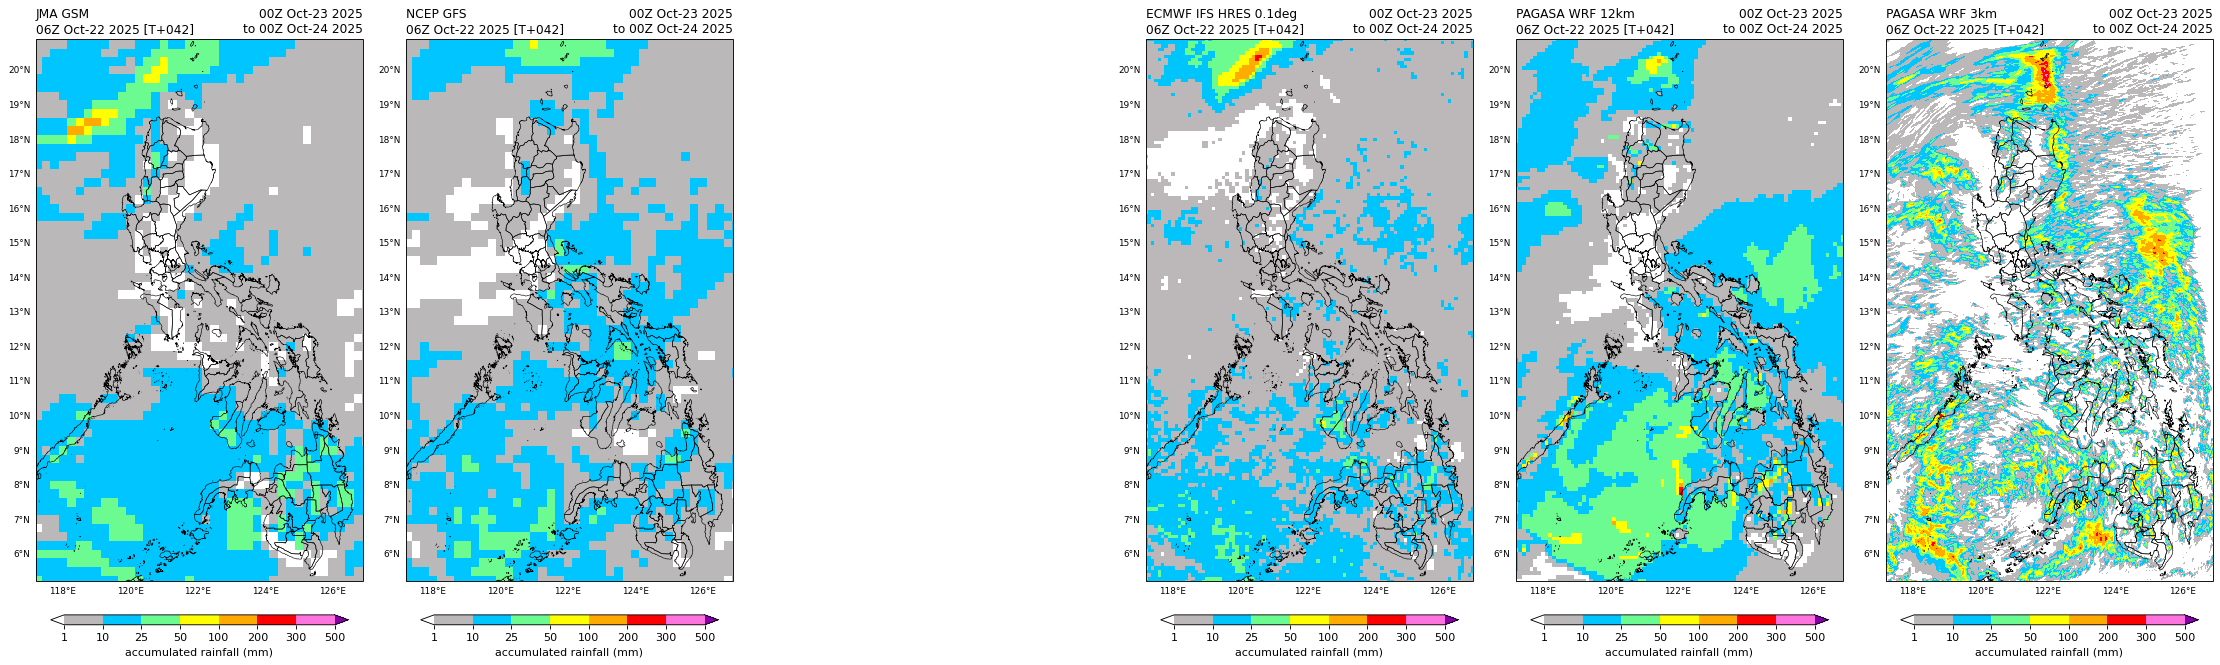 JMA GSM 00Z Oct-23 2025
06Z Oct-22 2025 [T+042] to 00Z Oct-24 2025
20°N
19°N
18°N
17°N
16°N
15°N
14°N
13°N
12°N
11°N
10°N
9°N
8°N
7°N
6°N
118°E 120°E 122°E 124°E 126°E
1 10 25 50 100 200 300 500
accumulated rainfall (mm)
NCEP GFS 00Z Oct-23 2025
06Z Oct-22 2025 [T+042] to 00Z Oct-24 2025
20°N
19°N
18°N
17°N
16°N
15°N
14°N
13°N
12°N
11°N
10°N
9°N
8°N
7°N
6°N
118°E 120°E 122°E 124°E 126°E
1 10 25 50 100 200 300 500
accumulated rainfall (mm)
ECMWF IFS HRES 0.1deg 00Z Oct-23 2025
06Z Oct-22 2025 [T+042] to 00Z Oct-24 2025
20°N
19°N
18°N
17°N
16°N
15°N
14°N
13°N
12°N
11°N
10°N
9°N
8°N
7°N
6°N
118°E 120°E 122°E 124°E 126°E
1 10 25 50 100 200 300 500
accumulated rainfall (mm)
PAGASA WRF 12km 00Z Oct-23 2025
06Z Oct-22 2025 [T+042] to 00Z Oct-24 2025
20°N
19°N
18°N
17°N
16°N
15°N
14°N
13°N
12°N
11°N
10°N
9°N
8°N
7°N
6°N
118°E 120°E 122°E 124°E 126°E
1 10 25 50 100 200 300 500
accumulated rainfall (mm)
PAGASA WRF 3km 00Z Oct-23 2025
06Z Oct-22 2025 [T+042] to 00Z Oct-24 2025
20°N
19°N
18°N
17°N
16°N
15°N
14°N
13°N
12°N
11°N
10°N
9°N
8°N
7°N
6°N
118°E 120°E 122°E 124°E 126°E
1 10 25 50 100 200 300 500
accumulated rainfall (mm)